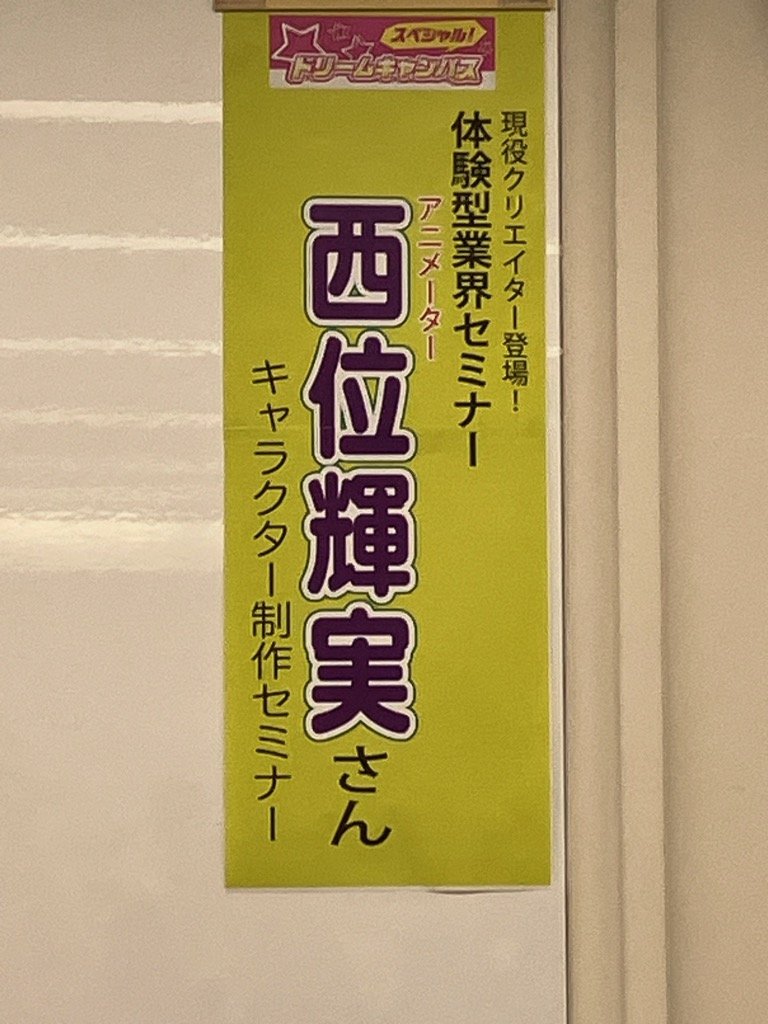 スペシャル!
ドリームキャンパス
現役クリエイター登場!
体験型業界セミナー
アニメーター
西位輝実さん
キャラクター制作セミナー